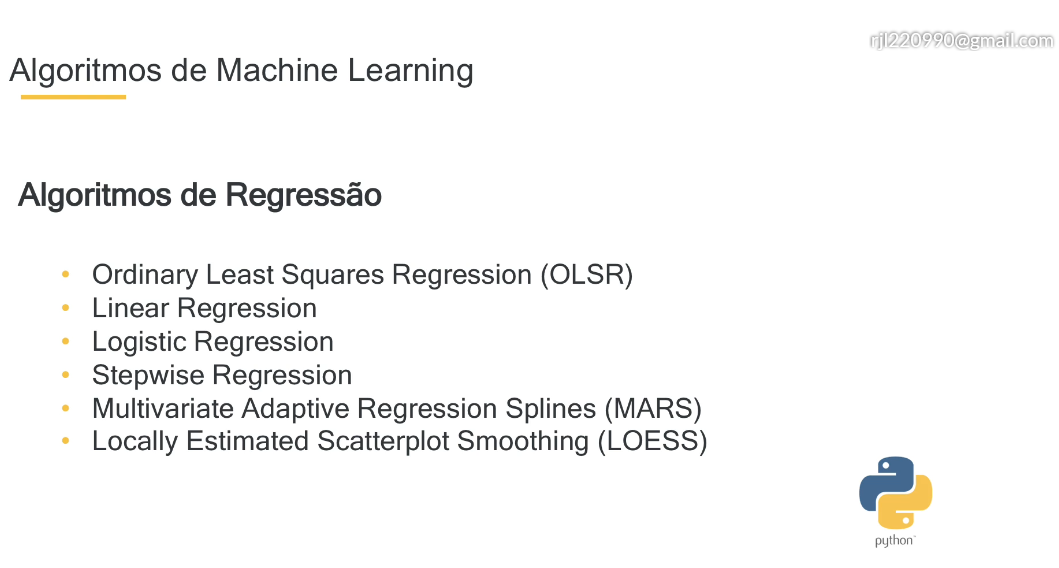 rjl220990@gmail.com
Algoritmos de Machine Learning
Algoritmos de Regressão
• Ordinary Least Squares Regression (OLSR)
• Linear Regression
• Logistic Regression
• Stepwise Regression
• Multivariate Adaptive Regression Splines (MARS)
• Locally Estimated Scatterplot Smoothing (LOESS)
python